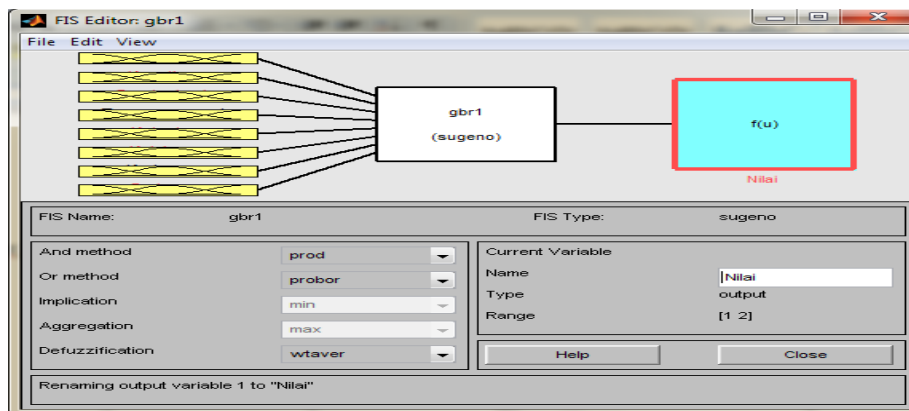 FIS Editor: gbr1
File Edit View
gbr1
(sugeno)
f(u)
Nilai
FIS Name: gbr1 FIS Type: sugeno
And method prod
Or method probor
Implication min
Aggregation max
Defuzzification wtaver
Current Variable
Name Nilai
Type output
Range [1 2]
Help Close
Renaming output variable 1 to "Nilai"